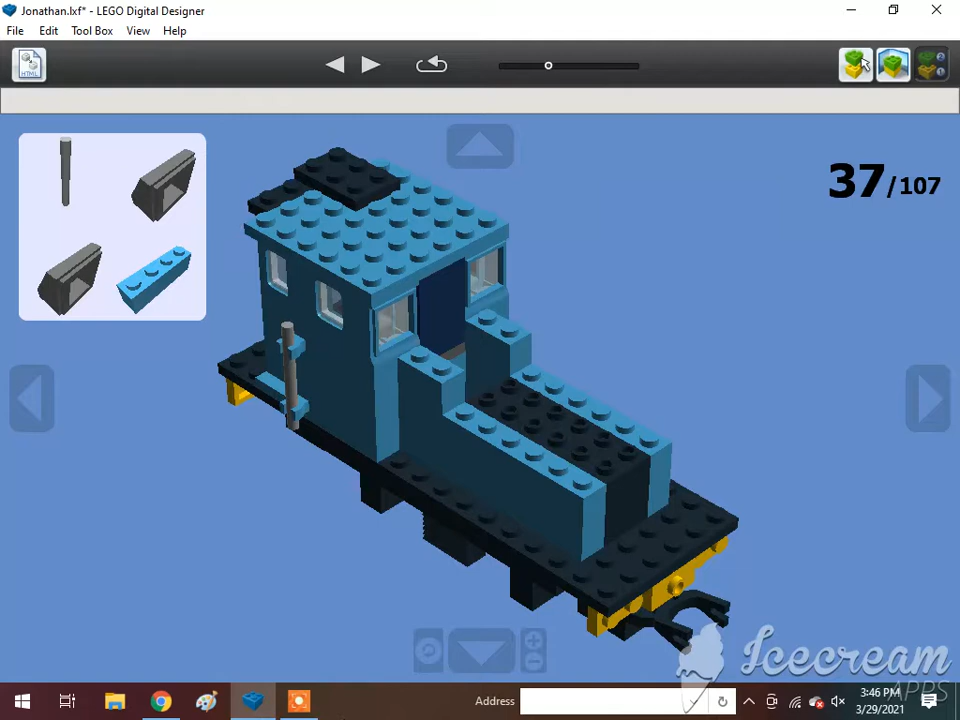 Jonathan.lxf* - LEGO Digital Designer
File Edit Tool Box View Help
HTML
37/107
Icecream
APPS
Address
3:46 PM
3/29/2021